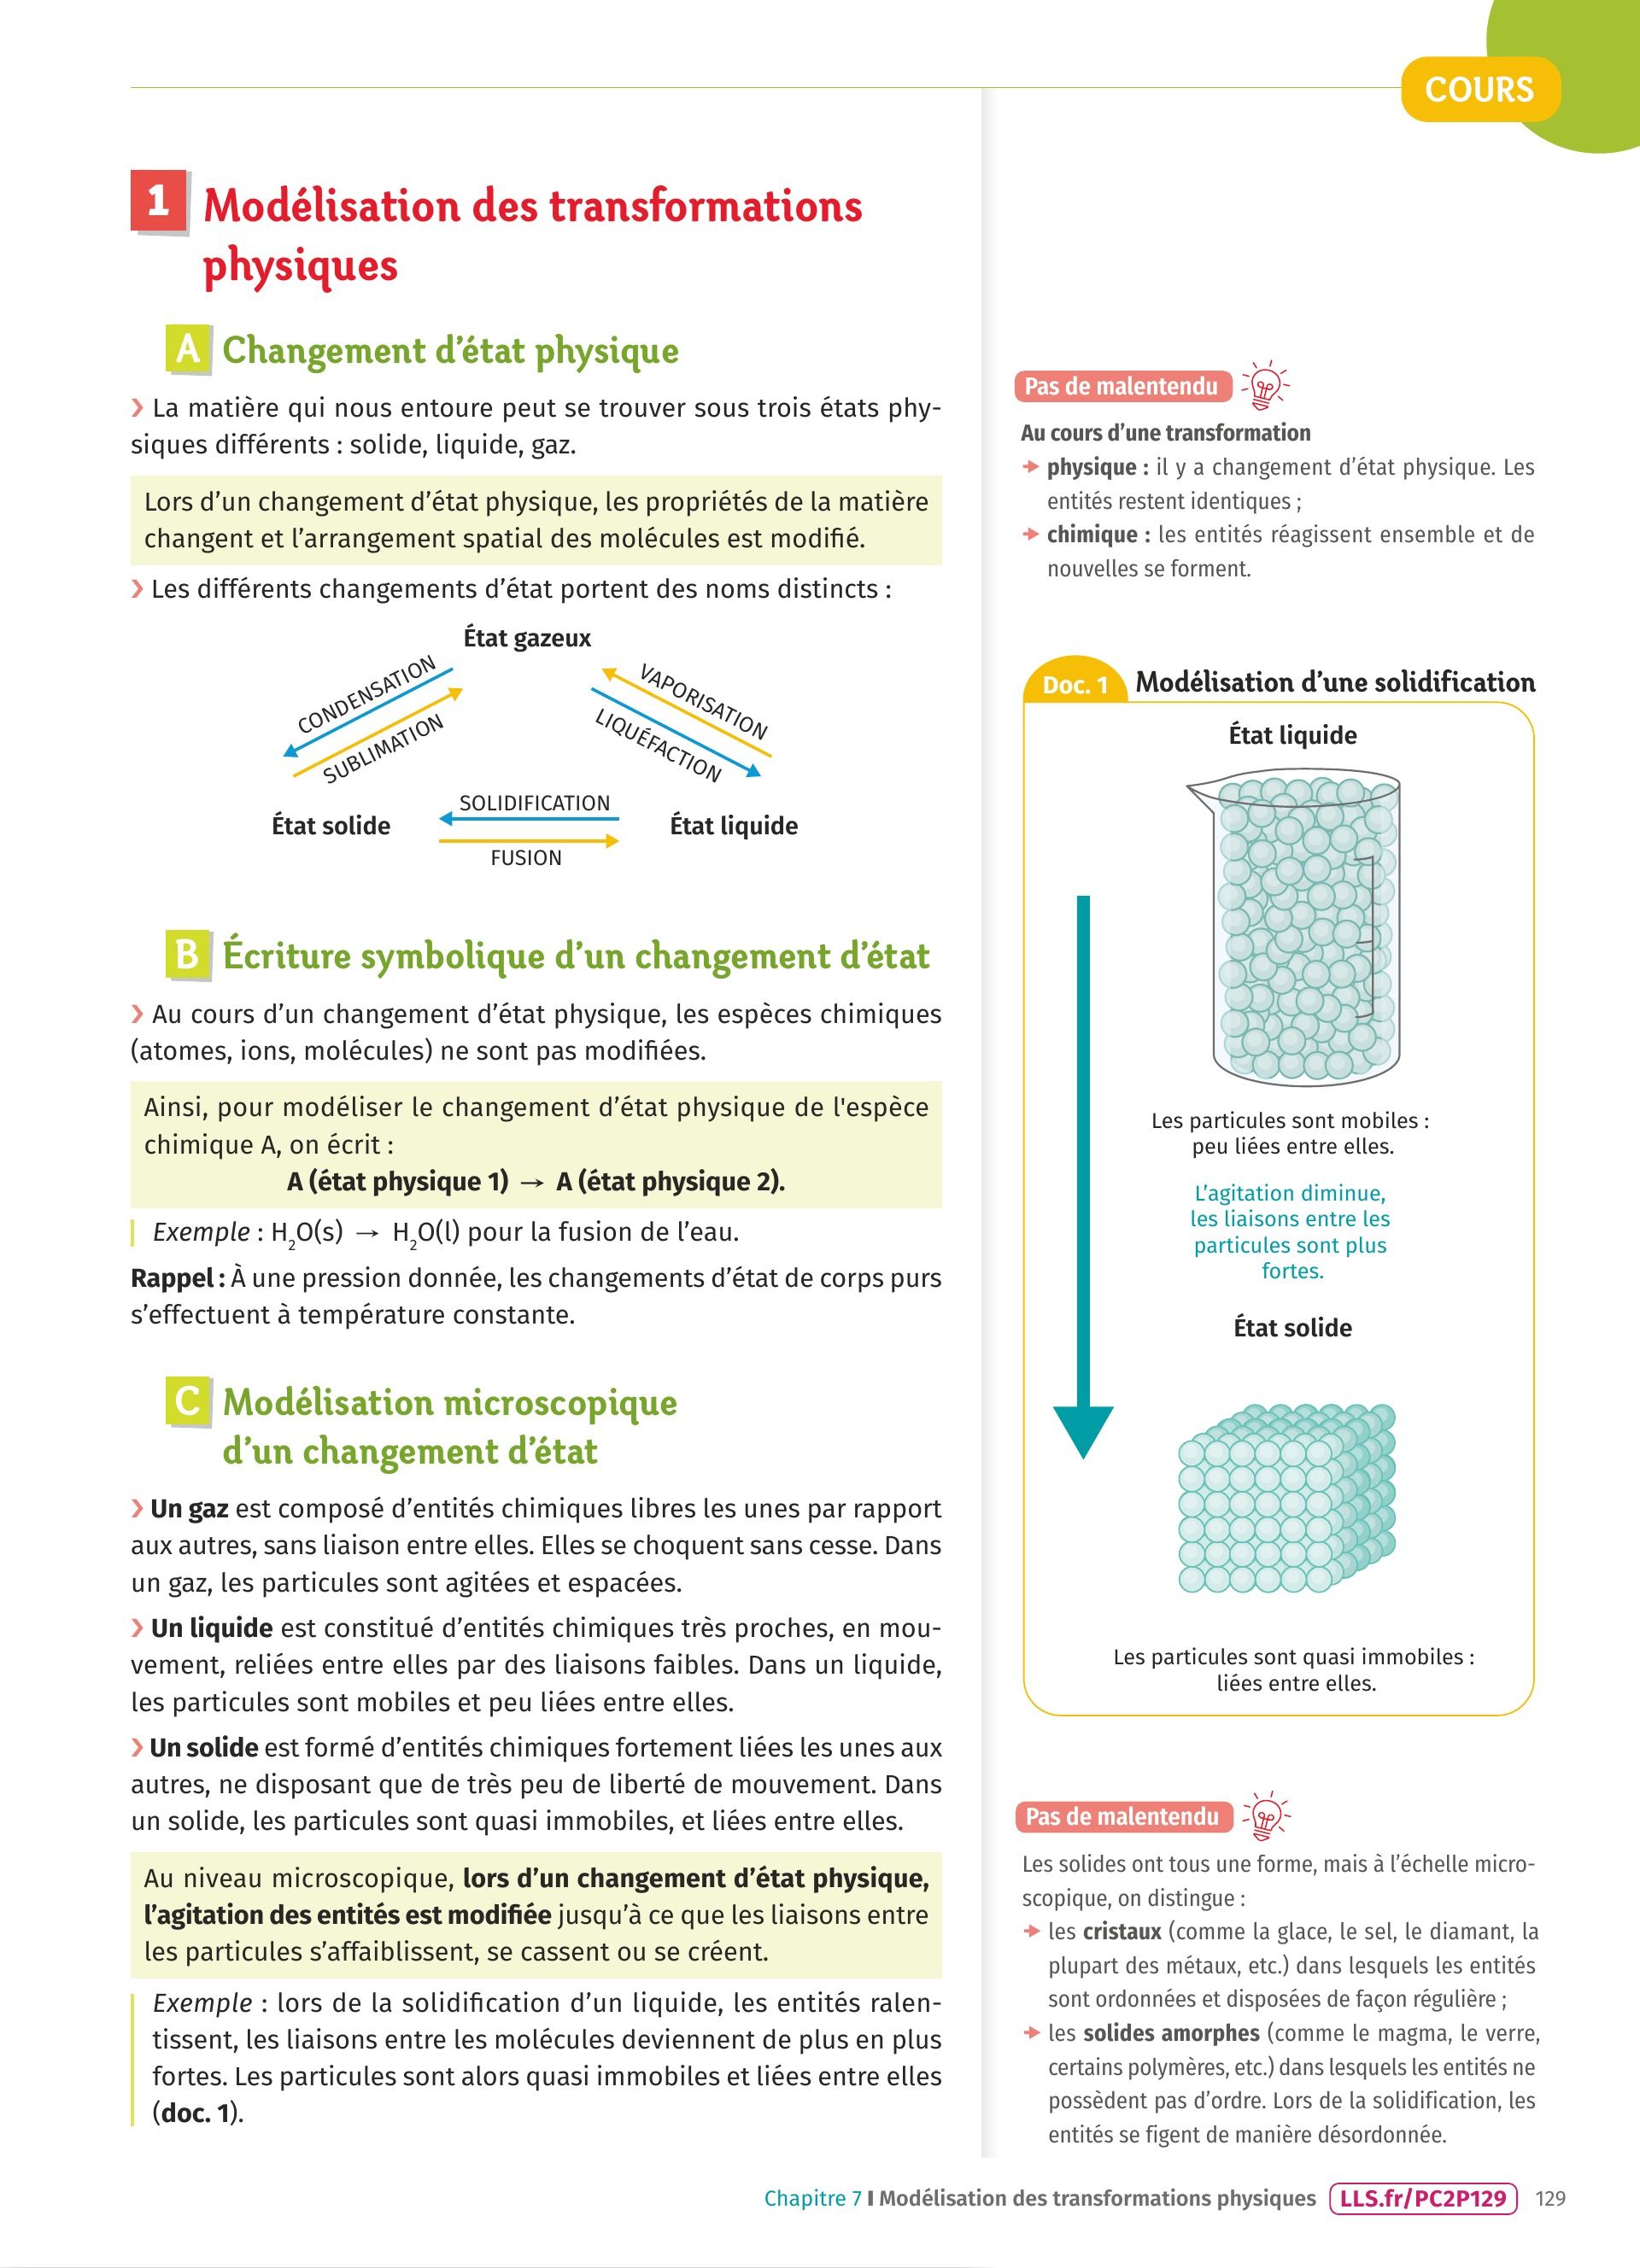 COURS
1 Modélisation des transformations
physiques
A Changement d’état physique
❯ La matière qui nous entoure peut se trouver sous trois états phy-
siques différents : solide, liquide, gaz.
Lors d’un changement d’état physique, les propriétés de la matière
changent et l’arrangement spatial des molécules est modifié.
❯ Les différents changements d’état portent des noms distincts :
État gazeux
CONDENSATION
SUBLIMATION
VAPORISATION
LIQUÉFACTION
SOLIDIFICATION
État solide
État liquide
FUSION
B Écriture symbolique d’un changement d’état
❯ Au cours d’un changement d’état physique, les espèces chimiques
(atomes, ions, molécules) ne sont pas modifiées.
Ainsi, pour modéliser le changement d’état physique de l'espèce
chimique A, on écrit :
A (état physique 1) → A (état physique 2).
Exemple : H₂O(s) → H₂O(l) pour la fusion de l’eau.
Rappel : À une pression donnée, les changements d’état de corps purs
s’effectuent à température constante.
C Modélisation microscopique
d’un changement d’état
❯ Un gaz est composé d’entités chimiques libres les unes par rapport
aux autres, sans liaison entre elles. Elles se choquent sans cesse. Dans
un gaz, les particules sont agitées et espacées.
❯ Un liquide est constitué d’entités chimiques très proches, en mou-
vement, reliées entre elles par des liaisons faibles. Dans un liquide,
les particules sont mobiles et peu liées entre elles.
❯ Un solide est formé d’entités chimiques fortement liées les unes aux
autres, ne disposant que de très peu de liberté de mouvement. Dans
un solide, les particules sont quasi immobiles, et liées entre elles.
Au niveau microscopique, lors d’un changement d’état physique,
l’agitation des entités est modifiée jusqu’à ce que les liaisons entre
les particules s’affaiblissent, se cassent ou se créent.
Exemple : lors de la solidification d’un liquide, les entités ralen-
tissent, les liaisons entre les molécules deviennent de plus en plus
fortes. Les particules sont alors quasi immobiles et liées entre elles
(doc. 1).
Pas de malentendu
Au cours d’une transformation
➔ physique : il y a changement d’état physique. Les
entités restent identiques ;
➔ chimique : les entités réagissent ensemble et de
nouvelles se forment.
Doc. 1 Modélisation d’une solidification
État liquide
Les particules sont mobiles :
peu liées entre elles.
L’agitation diminue,
les liaisons entre les
particules sont plus
fortes.
État solide
Les particules sont quasi immobiles :
liées entre elles.
Pas de malentendu
Les solides ont tous une forme, mais à l’échelle micro-
scopique, on distingue :
➔ les cristaux (comme la glace, le sel, le diamant, la
plupart des métaux, etc.) dans lesquels les entités
sont ordonnées et disposées de façon régulière ;
➔ les solides amorphes (comme le magma, le verre,
certains polymères, etc.) dans lesquels les entités ne
possèdent pas d’ordre. Lors de la solidification, les
entités se figent de manière désordonnée.
Chapitre 7 I Modélisation des transformations physiques LLS.fr/PC2P129 129